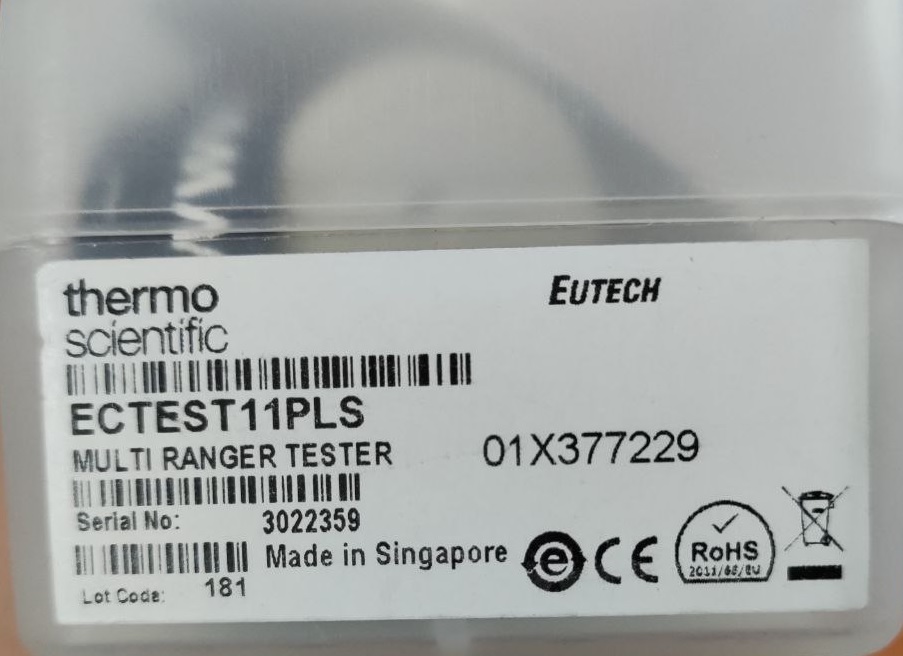 thermo
scientific
EUTECH
ECTEST11PLS
MULTI RANGER TESTER
01X377229
Serial No: 3022359
Made in Singapore
Lot Code: 181
e
CE
RoHS
2011/65/EU